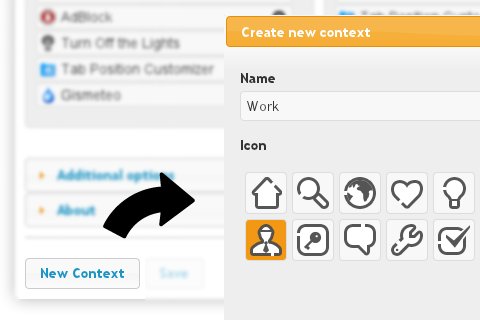 AdBlock
Turn Off the Lights
Tab Position Customizer
Gismeteo
Additional options
About
New Context
Save
Tab Position Customizer
Create new context
Name
Work
Icon